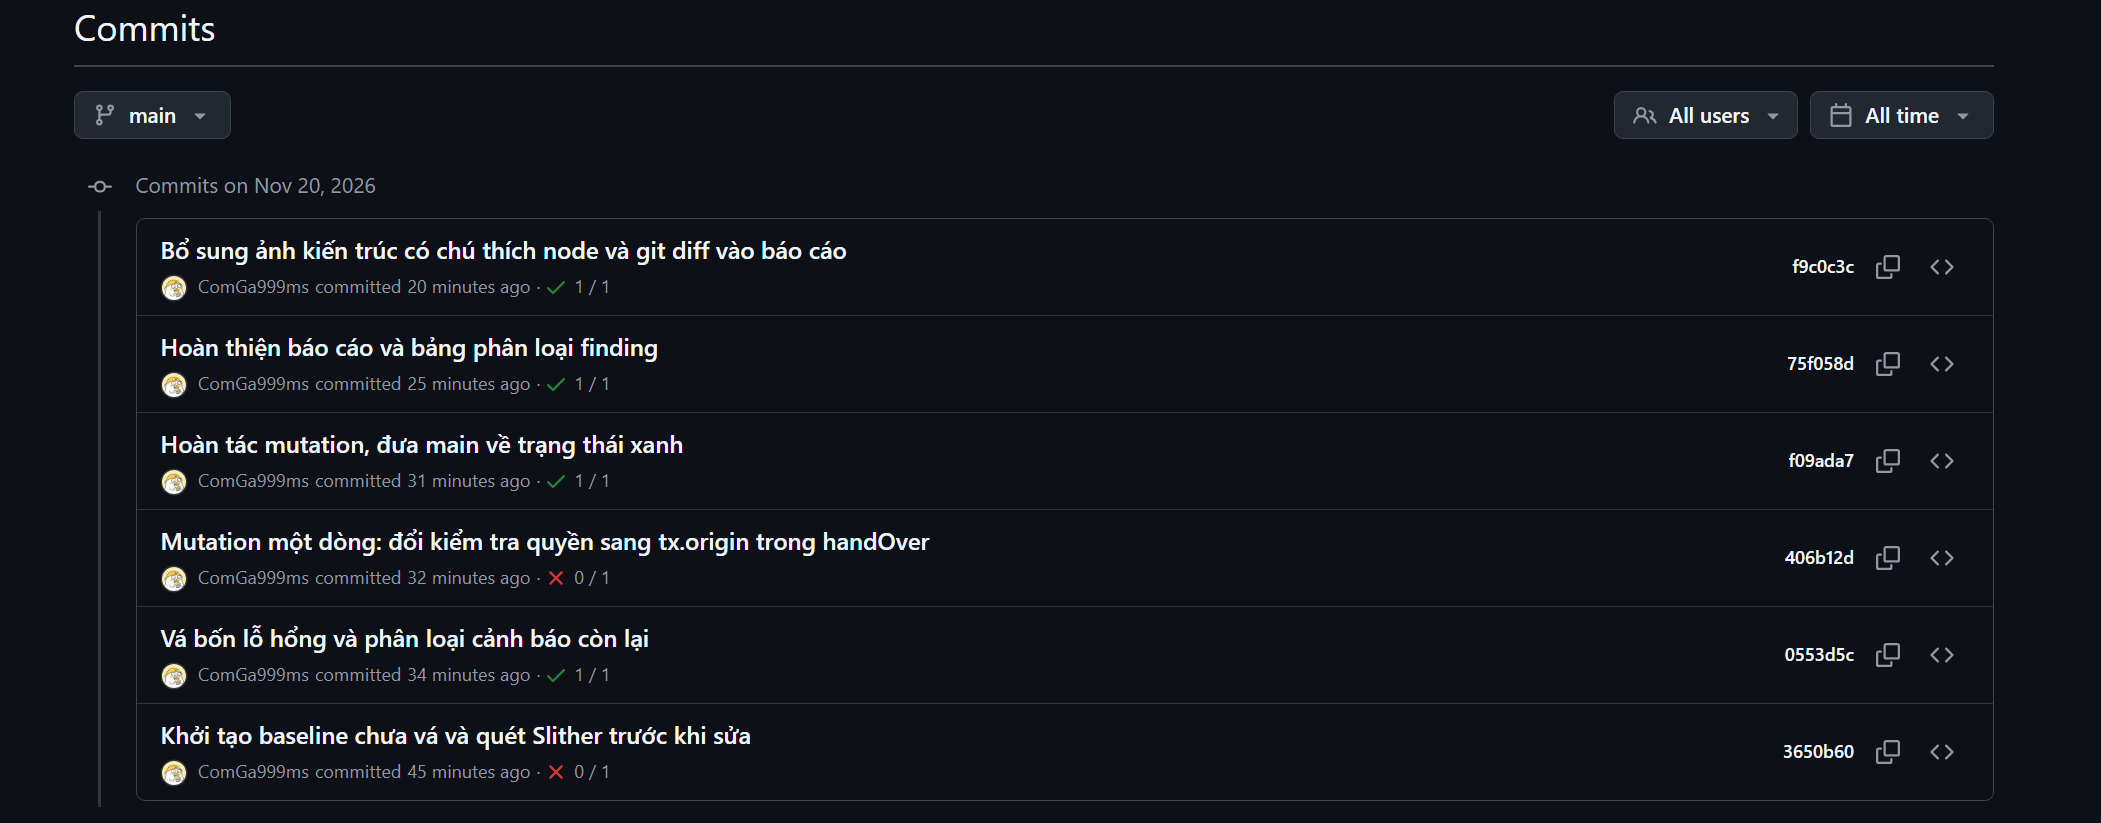 Commits
main
All users
All time
Commits on Nov 20, 2026
Bổ sung ảnh kiến trúc có chú thích node và git diff vào báo cáo
ComGa999ms committed 20 minutes ago · 1 / 1
f9c0c3c
Hoàn thiện báo cáo và bảng phân loại finding
ComGa999ms committed 25 minutes ago · 1 / 1
75f058d
Hoàn tác mutation, đưa main về trạng thái xanh
ComGa999ms committed 31 minutes ago · 1 / 1
f09ada7
Mutation một dòng: đổi kiểm tra quyền sang tx.origin trong handOver
ComGa999ms committed 32 minutes ago · 0 / 1
406b12d
Vá bốn lỗ hổng và phân loại cảnh báo còn lại
ComGa999ms committed 34 minutes ago · 1 / 1
0553d5c
Khởi tạo baseline chưa vá và quét Slither trước khi sửa
ComGa999ms committed 45 minutes ago · 0 / 1
3650b60